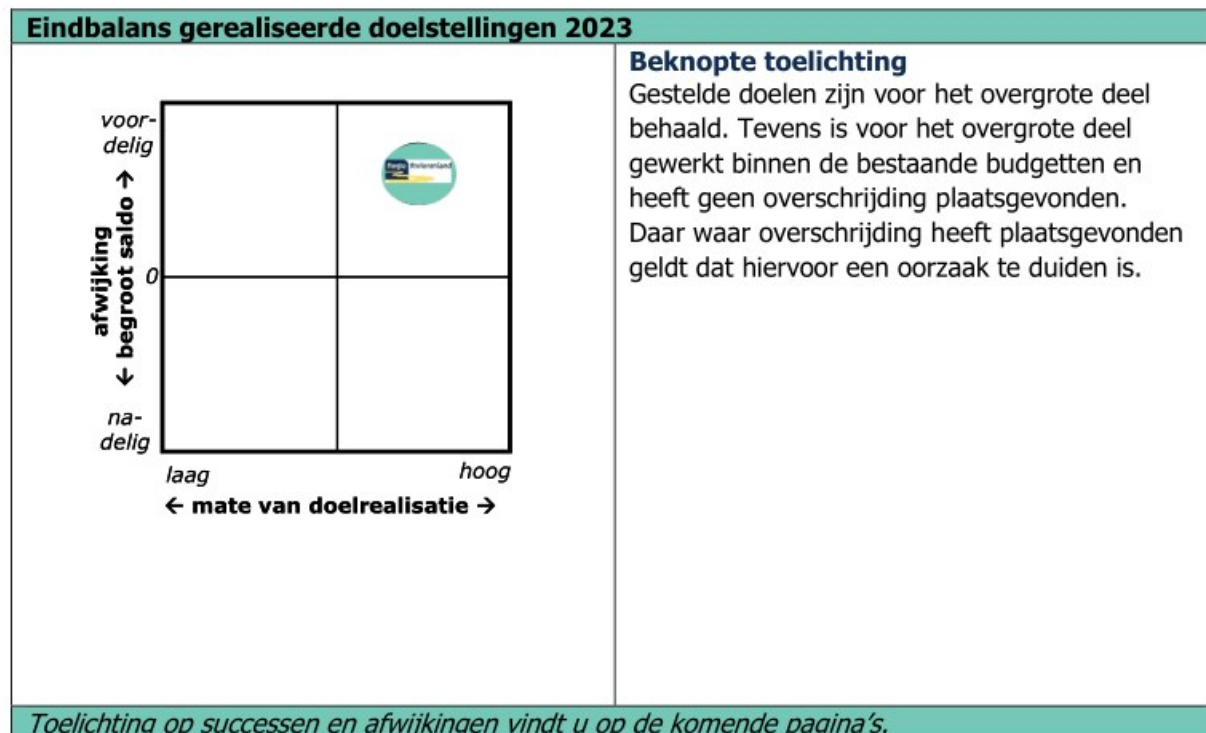 Eindbalans gerealiseerde doelstellingen 2023
voor-
delig
afwijking
← begroot saldo →
0
na-
delig
laag
hoog
← mate van doelrealisatie →
Regio Rivierenland
Beknopte toelichting
Gestelde doelen zijn voor het overgrote deel
behaald. Tevens is voor het overgrote deel
gewerkt binnen de bestaande budgetten en
heeft geen overschrijding plaatsgevonden.
Daar waar overschrijding heeft plaatsgevonden
geldt dat hiervoor een oorzaak te duiden is.
Toelichting op successen en afwijkingen vindt u op de komende pagina's.